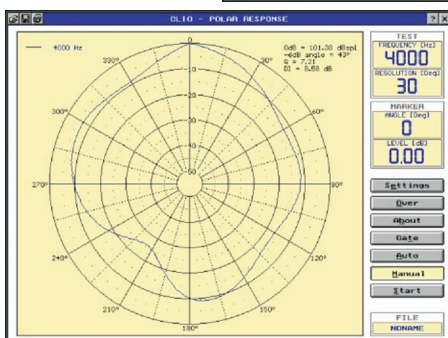 CLIO - POLAR RESPONSE
4000 Hz
0dB = 101.38 dBspl
-6dB angle = 43°
Q = 7.21
DI = 8.58 dB
0
30°
60°
90°
120°
150°
180°
210°
240°
270°
300°
330°
-10
-20
-30
-40
-50
TEST
FREQUENCY [Hz]
4000
RESOLUTION [Deg]
30
MARKER
ANGLE [Deg]
0
LEVEL [dB]
0.00
Settings
Over
About
Gate
Auto
Manual
Start
FILE
NONAME